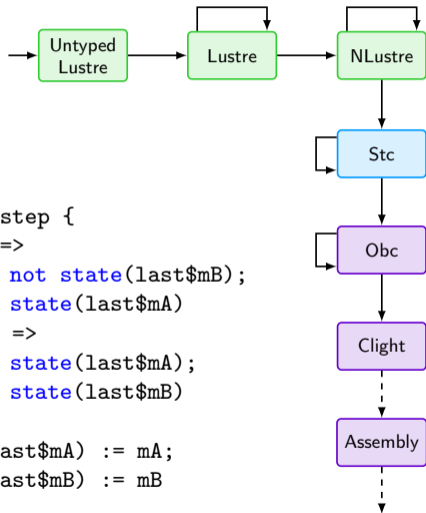 Untyped
Lustre
Lustre
NLustre
Stc
Obc
Clight
Assembly
step {
=>
not state(last$mB);
state(last$mA)
=>
state(last$mA);
state(last$mB)
ast$mA) := mA;
ast$mB) := mB